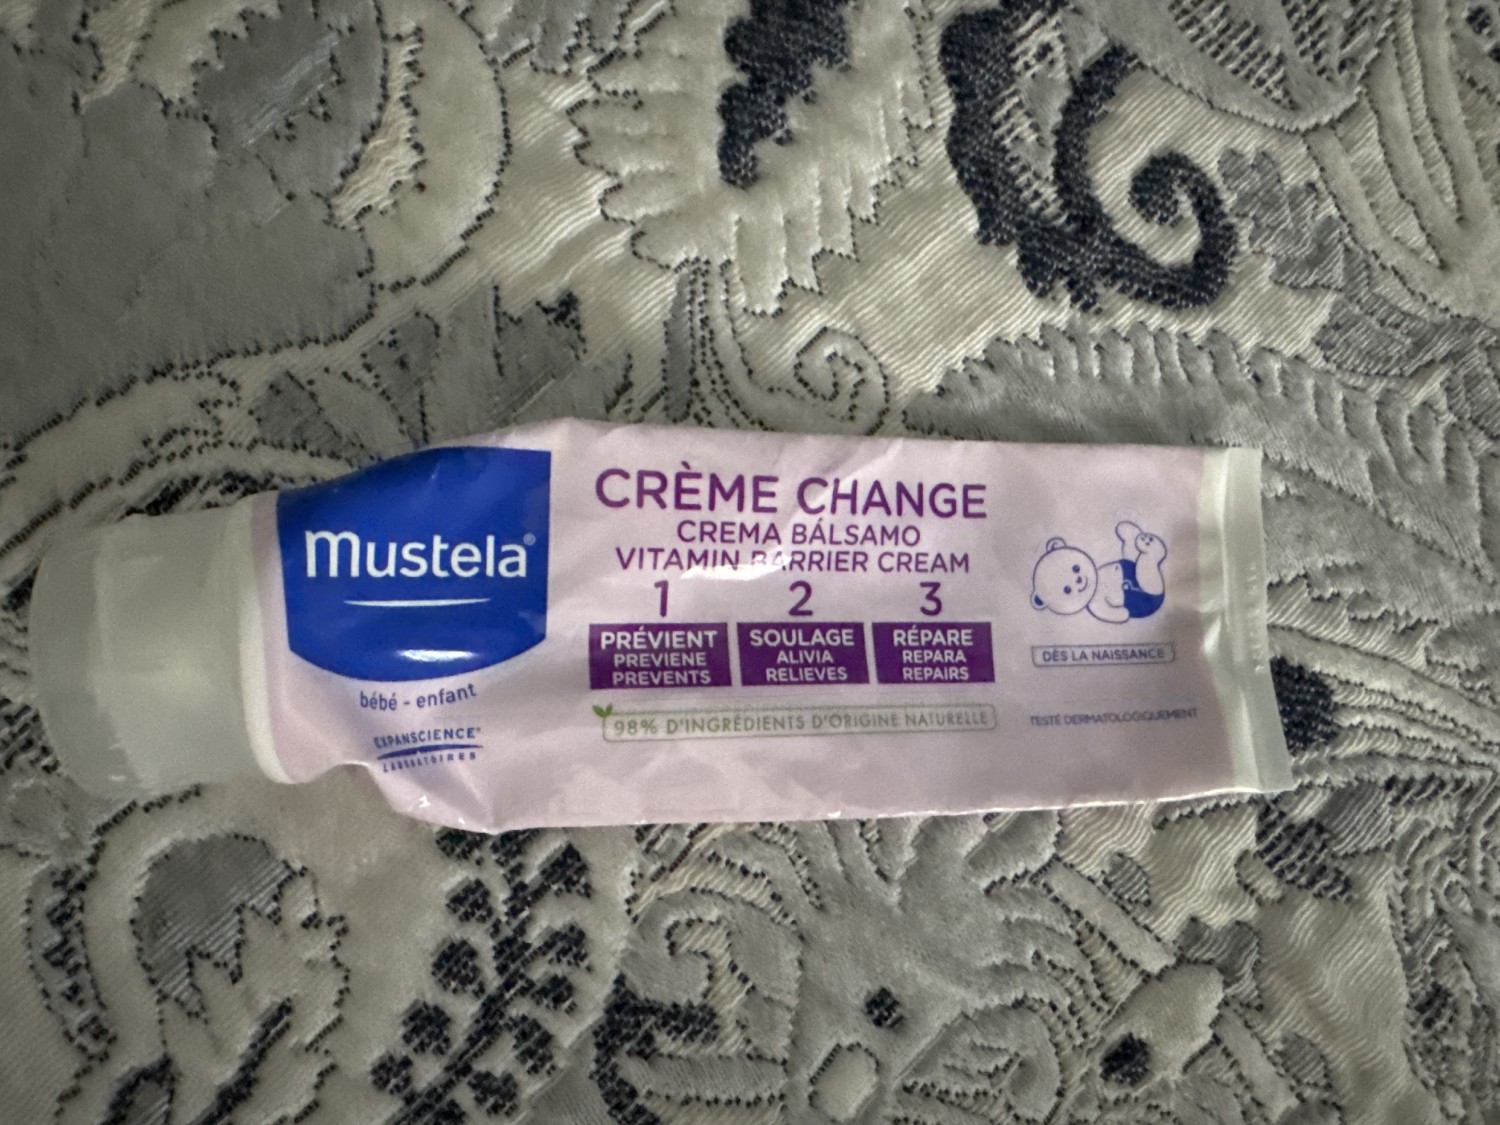 mustela®
bébé - enfant
EXPANSCIENCE®
LABORATOIRES
CRÈME CHANGE
CREMA BÁLSAMO
VITAMIN BARRIER CREAM
1 2 3
PRÉVIENT SOULAGE RÉPARE
PREVIENE ALIVIA REPARA
PREVENTS RELIEVES REPAIRS
98% D'INGRÉDIENTS D'ORIGINE NATURELLE
DÈS LA NAISSANCE
TESTÉ DERMATOLOGIQUEMENT